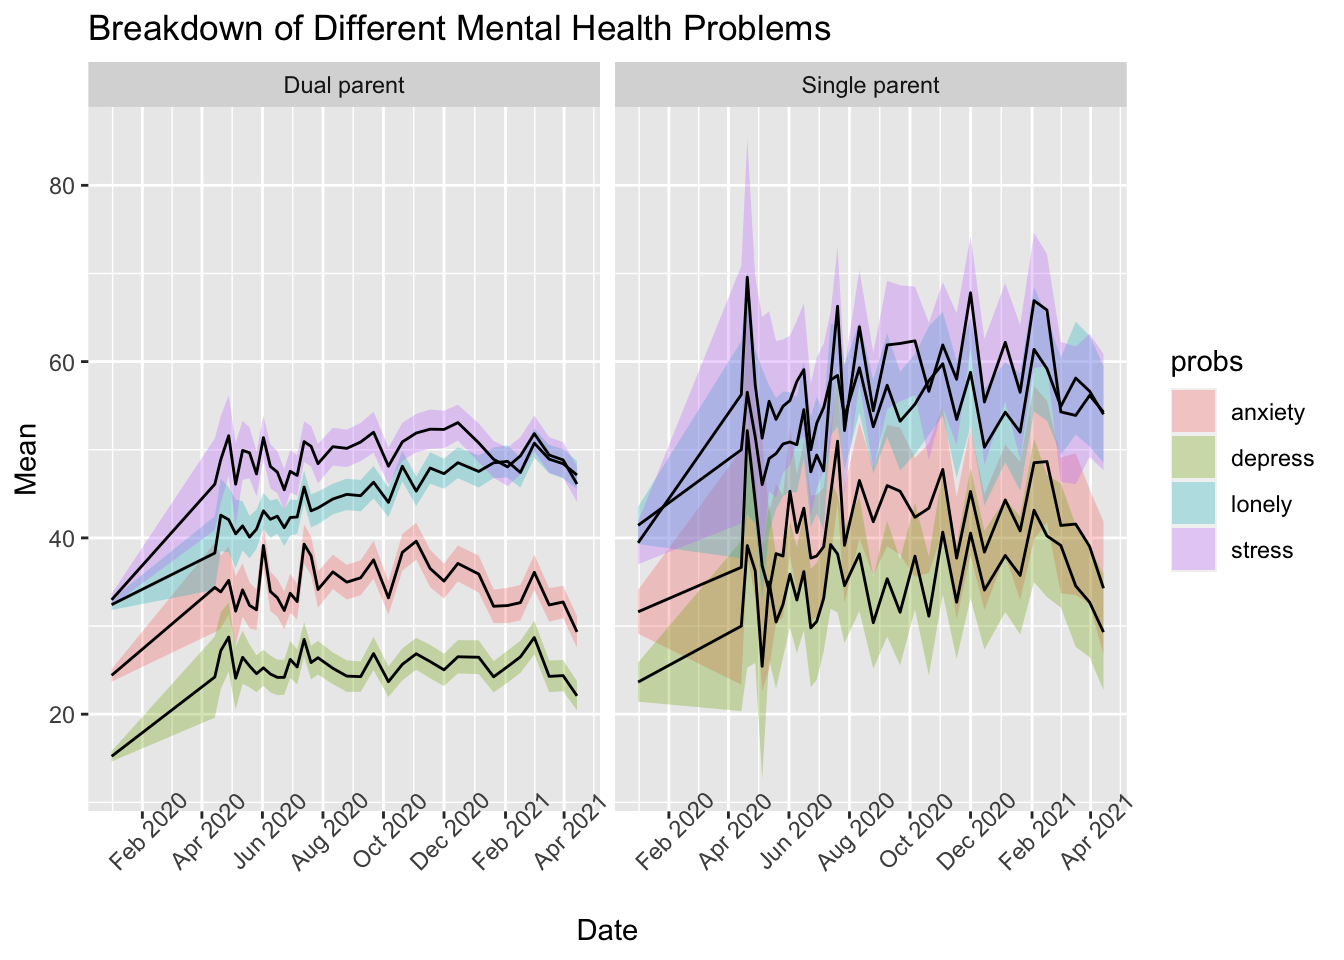 Breakdown of Different Mental Health Problems
Dual parent
Single parent
Mean
80
60
40
20
Feb 2020
Apr 2020
Jun 2020
Aug 2020
Oct 2020
Dec 2020
Feb 2021
Apr 2021
Feb 2020
Apr 2020
Jun 2020
Aug 2020
Oct 2020
Dec 2020
Feb 2021
Apr 2021
Date
probs
anxiety
depress
lonely
stress